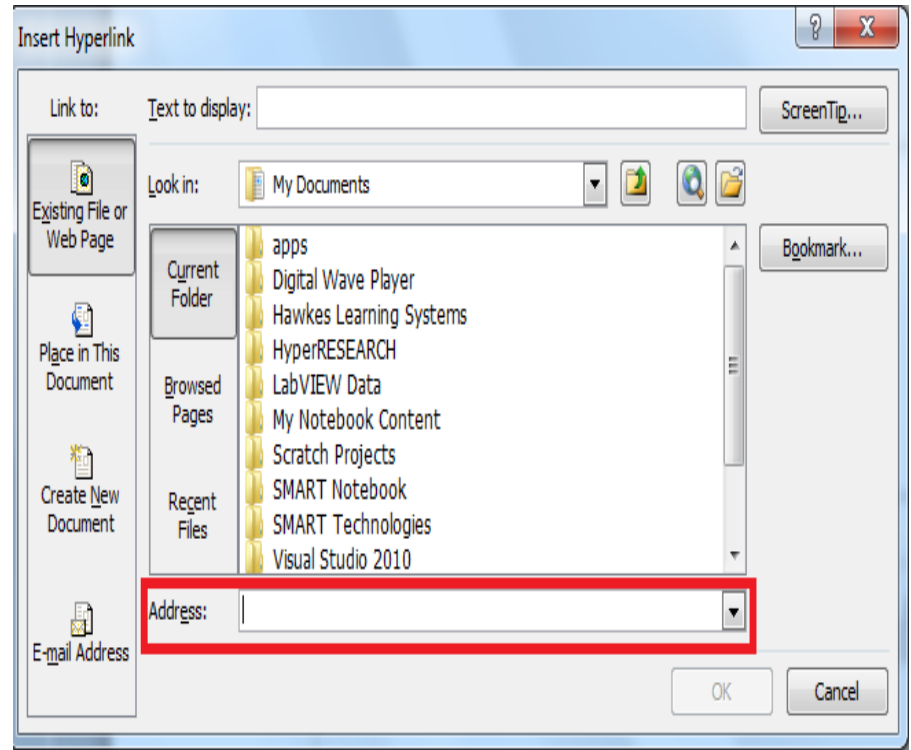 Insert Hyperlink
Link to:
Text to display:
ScreenTip...
Existing File or
Web Page
Look in:
My Documents
Bookmark...
Current
Folder
apps
Digital Wave Player
Hawkes Learning Systems
HyperRESEARCH
LabVIEW Data
My Notebook Content
Scratch Projects
SMART Notebook
SMART Technologies
Visual Studio 2010
Place in This
Document
Browsed
Pages
Create New
Document
Recent
Files
Address:
E-mail Address
OK
Cancel